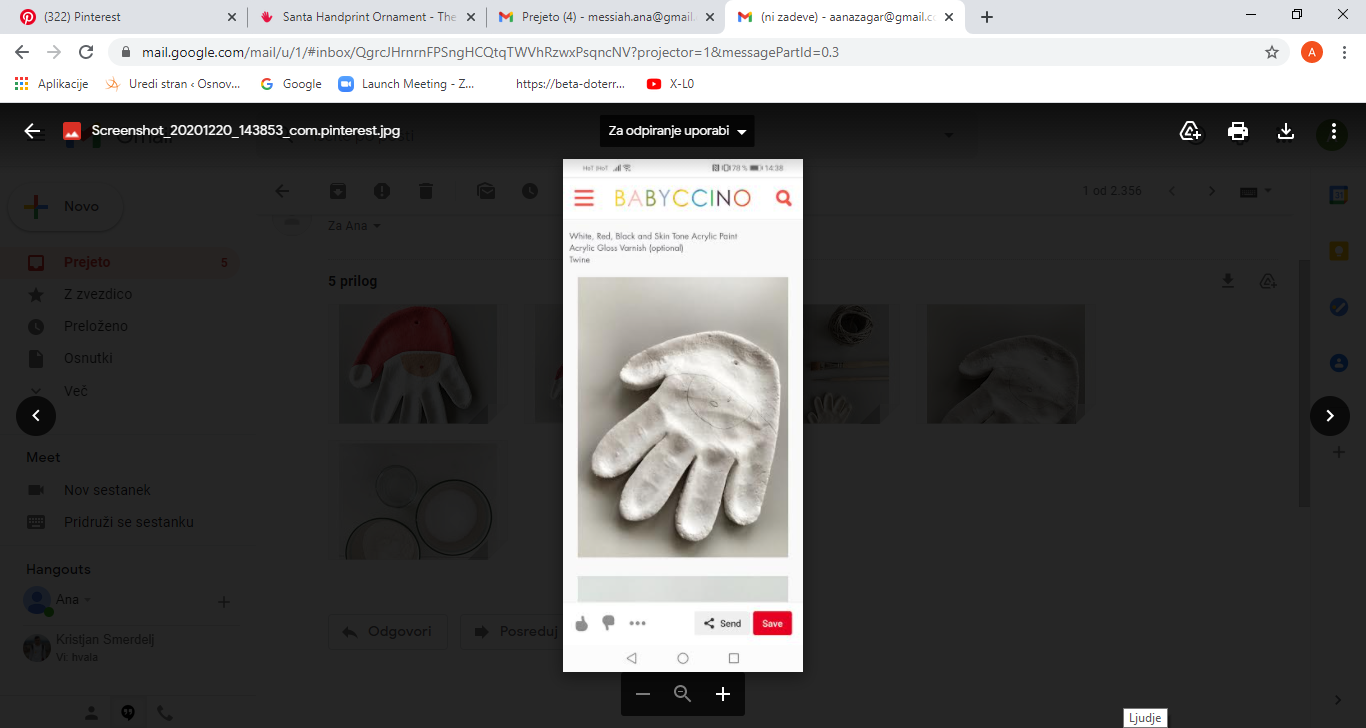 (322) Pinterest
Santa Handprint Ornament - The
Prejeto (4) - messiah.ana@gmail.
(ni zadeve) - aanazagar@gmail.c
mail.google.com/mail/u/1/#inbox/QgrcJHrnrnFPSngHCQtqTWVhRzwxPsqncNV?projector=1&messagePartId=0.3
A
Aplikacije
Uredi stran ‹ Osnov...
Google
Launch Meeting - Z...
https://beta-doterr...
X-L0
Screenshot_20201220_143853_com.pinterest.jpg
Za odpiranje uporabi
Novo
1 od 2.356
Za Ana
Prejeto 5
5 prilog
Z zvezdico
Preloženo
Osnutki
Več
Meet
Nov sestanek
Pridruži se sestanku
Hangouts
Ana
Kristjan Smerdelj
Vi: hvala
Odgovori
Posreduj
78 % 14:38
BABYCCINO
White, Red, Black and Skin Tone Acrylic Paint
Acrylic Gloss Varnish (optional)
Twine
Send
Save
Ljudje